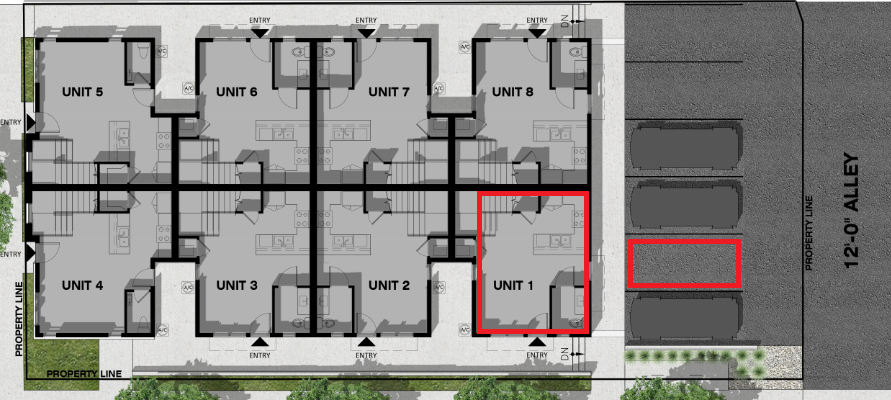 ENTRY
ENTRY
ENTRY
DN
A/C
A/C
UNIT 5
A/C
UNIT 6
UNIT 7
A/C
UNIT 8
ENTRY
12'-0" ALLEY
PROPERTY LINE
ENTRY
UNIT 4
A/C
UNIT 3
UNIT 2
A/C
UNIT 1
PROPERTY LINE
A/C
A/C
ENTRY
ENTRY
ENTRY
DN
PROPERTY LINE